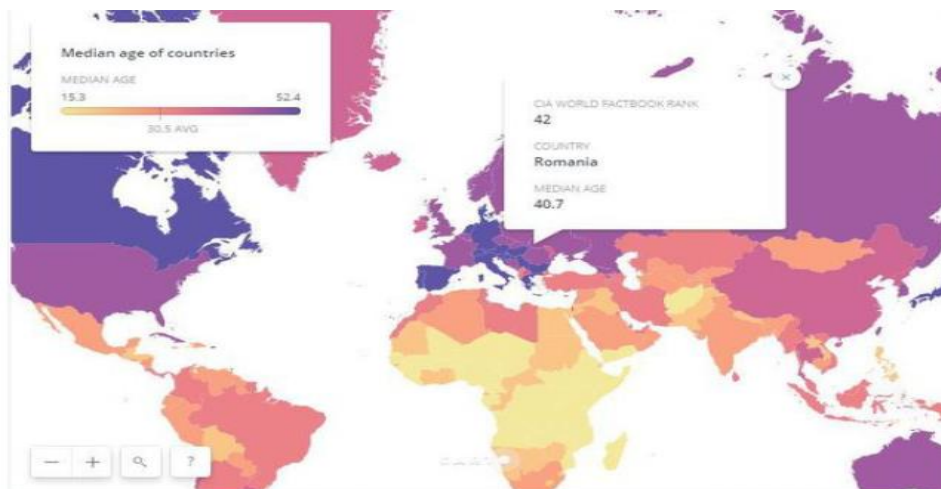 Median age of countries
MEDIAN AGE
15.3 52.4
30.5 AVG
CIA WORLD FACTBOOK RANK
42
COUNTRY
Romania
MEDIAN AGE
40.7
?